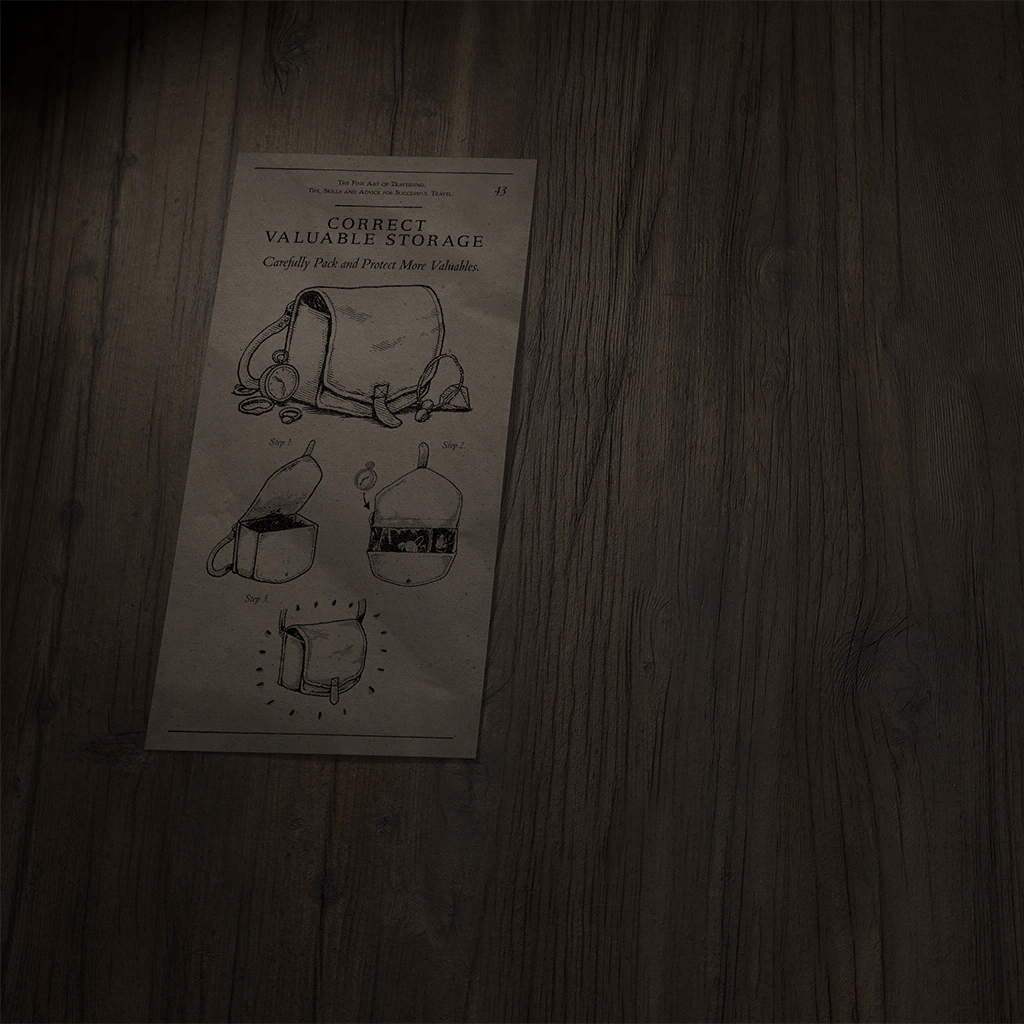 The Fine Art of Traversing:
Tips, Skills and Advice for Successful Travel.
43
CORRECT
VALUABLE STORAGE
Carefully Pack and Protect More Valuables.
Step 1.
Step 2.
Step 3.